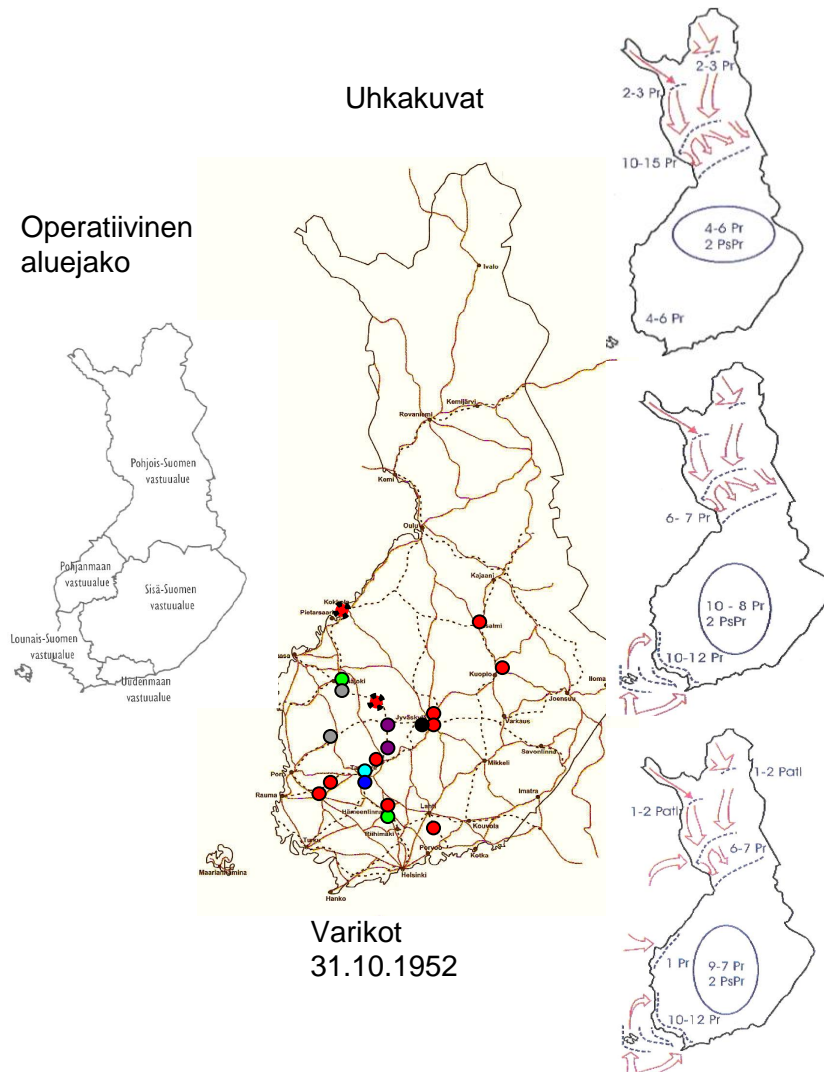 Uhkakuvat
Operatiivinen
aluejako
Pohjois-Suomen
vastuualue
Pohjanmaan
vastuualue
Sisä-Suomen
vastuualue
Lounais-Suomen
vastuualue
Uudenmaan
vastuualue
Ivalo
Kemijärvi
Rovaniemi
Kemi
Oulu
Kajaani
Kokkola
Pietarsaari
salmi
aasa
Kuopio
Iloma
Joensuu
Jyväskylä
Varkaus
Savonlinna
Mikkeli
Pori
Rauma
Imatra
Hämeenlinna
Lahti
Kouvola
Riihimäki
Turku
Porvoo
Kotka
Maarianhamina
Helsinki
Hanko
Varikot
31.10.1952
2-3 Pr
2-3 Pr
10-15 Pr
4-6 Pr
2 PsPr
4-6 Pr
6- 7 Pr
10 - 8 Pr
2 PsPr
10-12 Pr
1-2 Patl
1-2 Patl
6-7 Pr
1 Pr
9-7 Pr
2 PsPr
10-12 Pr